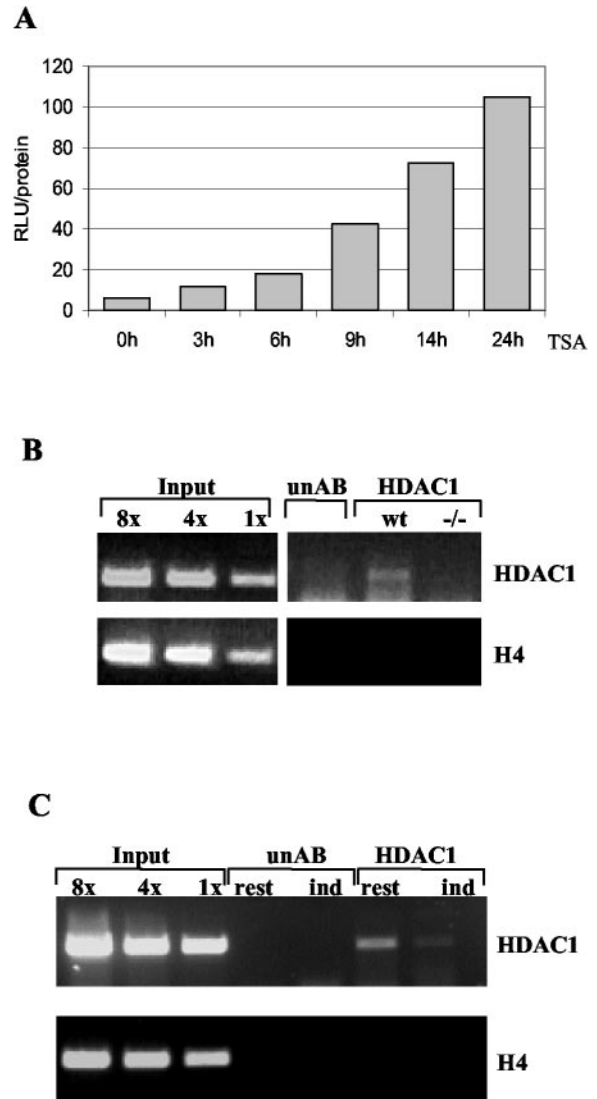 A
120
100
80
60
40
20
0
RLU/protein
0h 3h 6h 9h 14h 24h TSA
B
Input unAB HDAC1
8x 4x 1x wt -/-
HDAC1
H4
C
Input unAB HDAC1
8x 4x 1x rest ind rest ind
HDAC1
H4